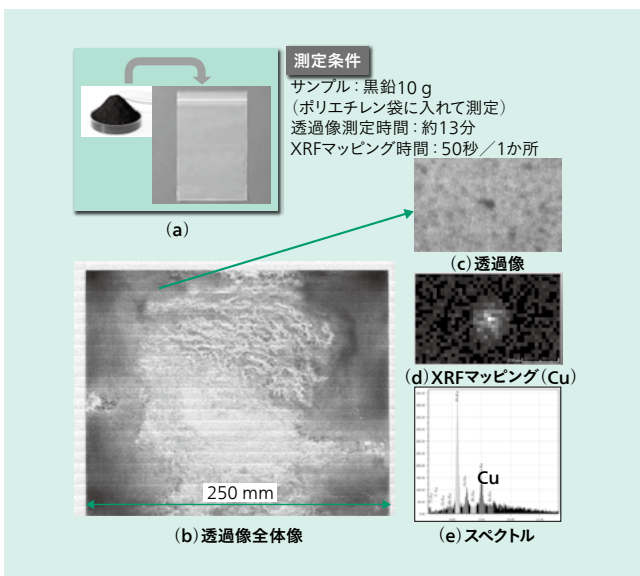 測定条件
サンプル：黒鉛10 g
（ポリエチレン袋に入れて測定）
透過像測定時間：約13分
XRFマッピング時間：50秒／1か所
（a）
（c）透過像
（d）XRFマッピング（Cu）
Cu
250 mm
（b）透過像全体像
（e）スペクトル